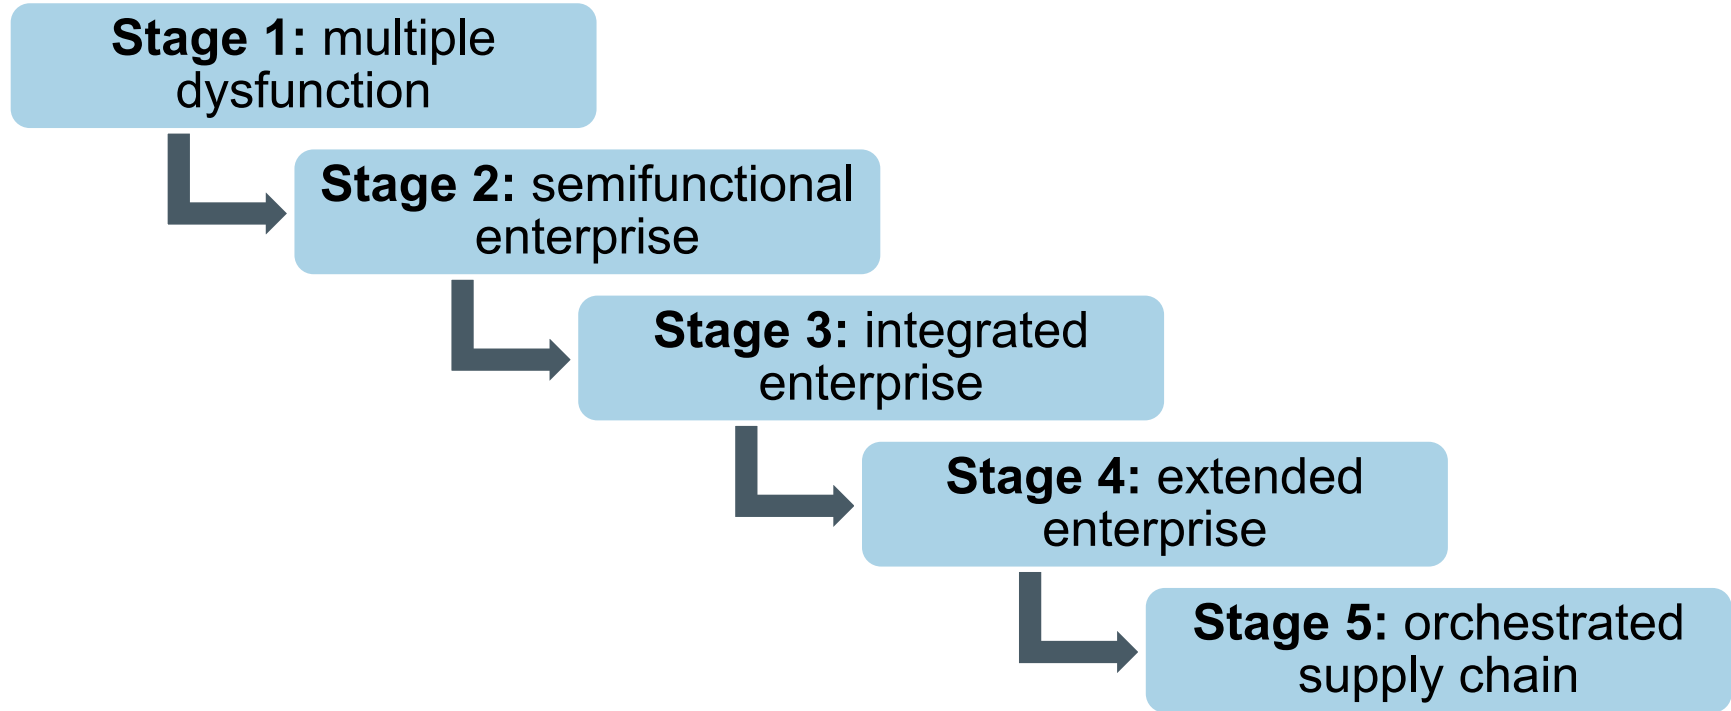 Stage 1: multiple
dysfunction
Stage 2: semifunctional
enterprise
Stage 3: integrated
enterprise
Stage 4: extended
enterprise
Stage 5: orchestrated
supply chain